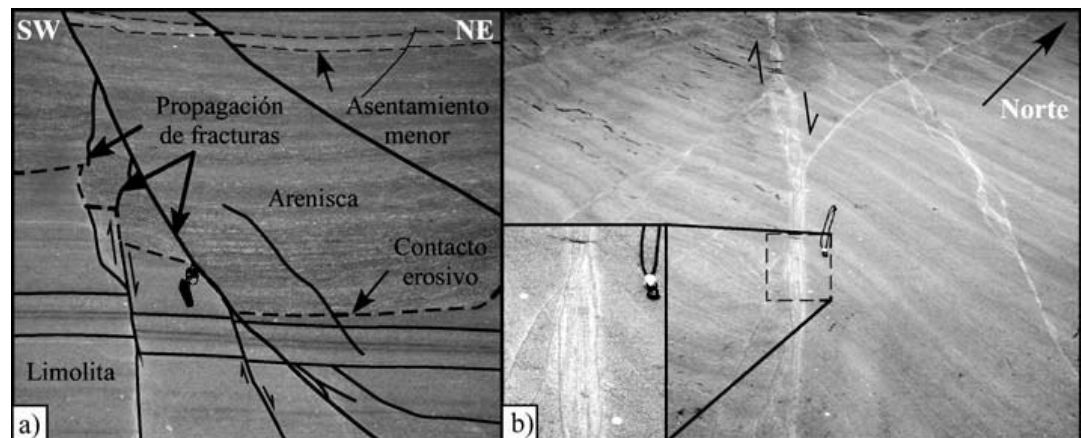 SW
NE
Propagación
de fracturas
Asentamiento
menor
Arenisca
Contacto
erosivo
Limolita
a)
Norte
b)